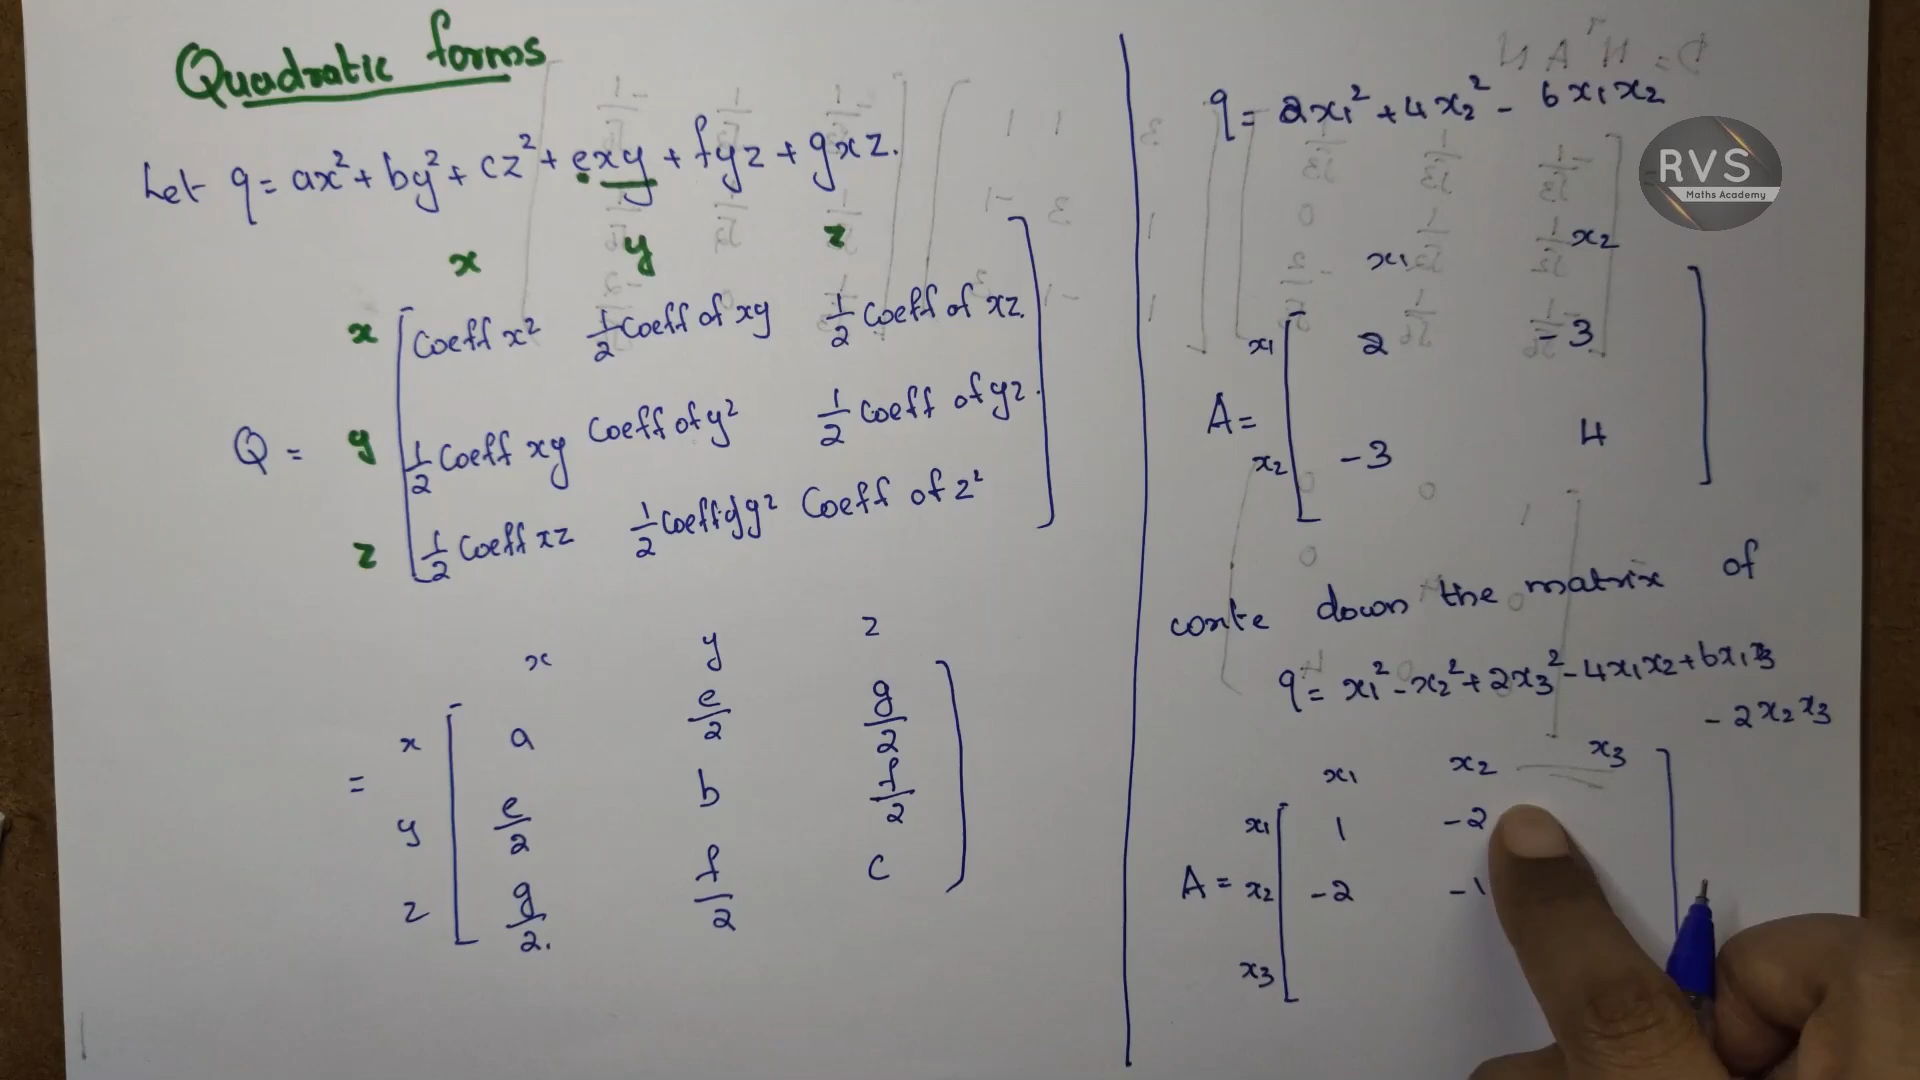 Quadratic forms
Let q = ax² + by² + cz² + exy + fyz + gxz.
x y z
x Coeff x² 1/2 Coeff of xy 1/2 Coeff of xz.
Q = y 1/2 Coeff xy Coeff of y² 1/2 Coeff of yz.
z 1/2 Coeff xz 1/2 Coeff Coeff of z²
x y z
x a e/2 g/2
= y e/2 b f/2
z g/2. f/2 c
q = 2x₁² + 4x₂² - 6x₁x₂
RVS
Maths Academy
x₁ x₂
x₁ 2 -3
A =
x₂ -3 4
write down the matrix of
q = x₁² - x₂² + 2x₃² - 4x₁x₂ + 6x₁x₃
- 2x₂x₃
x₁ x₂ x₃
x₁ 1 -2
A = x₂ -2 -1
x₃